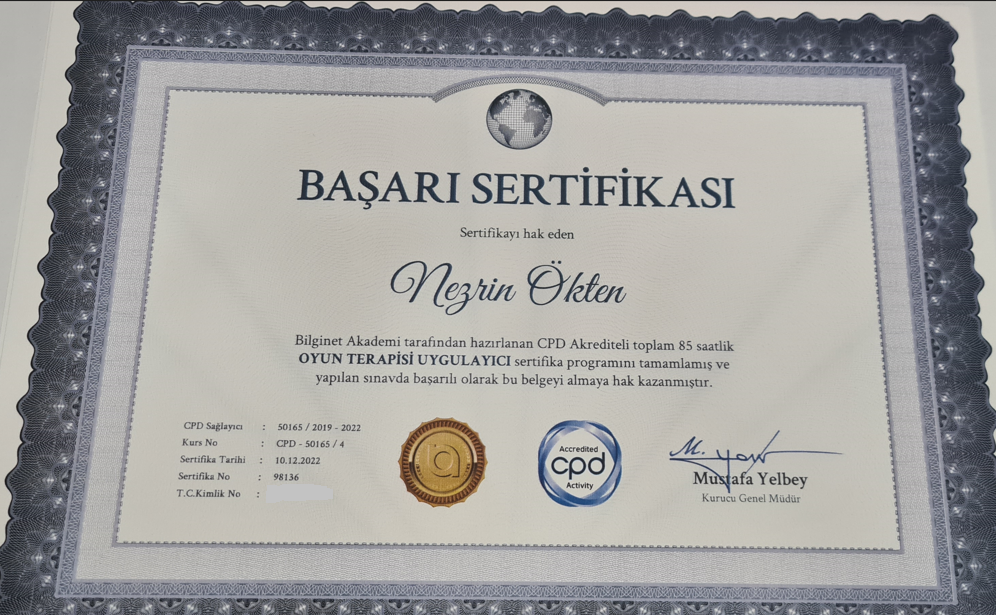 BAŞARI SERTİFİKASI
Sertifikayı hak eden
Nezrin Ökten
Bilginet Akademi tarafından hazırlanan CPD Akrediteli toplam 85 saatlik
OYUN TERAPİSİ UYGULAYICI sertifika programını tamamlamış ve
yapılan sınavda başarılı olarak bu belgeyi almaya hak kazanmıştır.
CPD Sağlayıcı : 50165 / 2019 - 2022
Kurs No : CPD - 50165 / 4
Sertifika Tarihi : 10.12.2022
Sertifika No : 98136
T.C.Kimlik No :
Accredited
cpd
Activity
M. Yow
Mustafa Yelbey
Kurucu Genel Müdür